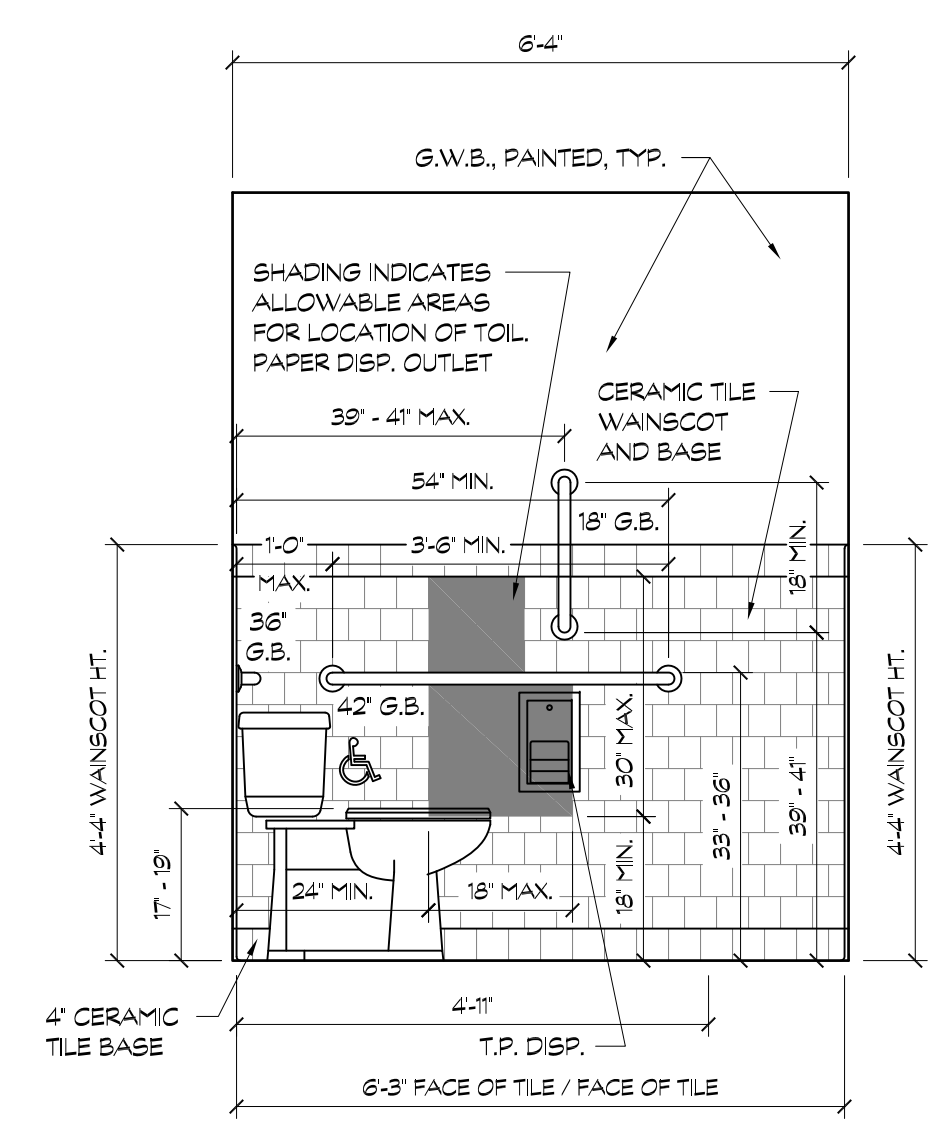 6'-4"
G.W.B., PAINTED, TYP.
SHADING INDICATES
ALLOWABLE AREAS
FOR LOCATION OF TOIL.
PAPER DISP. OUTLET
CERAMIC TILE
WAINSCOT
AND BASE
39" - 41" MAX.
54" MIN.
18" G.B.
18" MIN.
1'-0"
MAX.
3'-6" MIN.
36"
G.B.
42" G.B.
4'-4" WAINSCOT HT.
4'-4" WAINSCOT HT.
30" MAX.
33" - 36"
39" - 41"
17" - 19"
24" MIN.
18" MAX.
18" MIN.
4" CERAMIC
TILE BASE
4'-11"
T.P. DISP.
6'-3" FACE OF TILE / FACE OF TILE